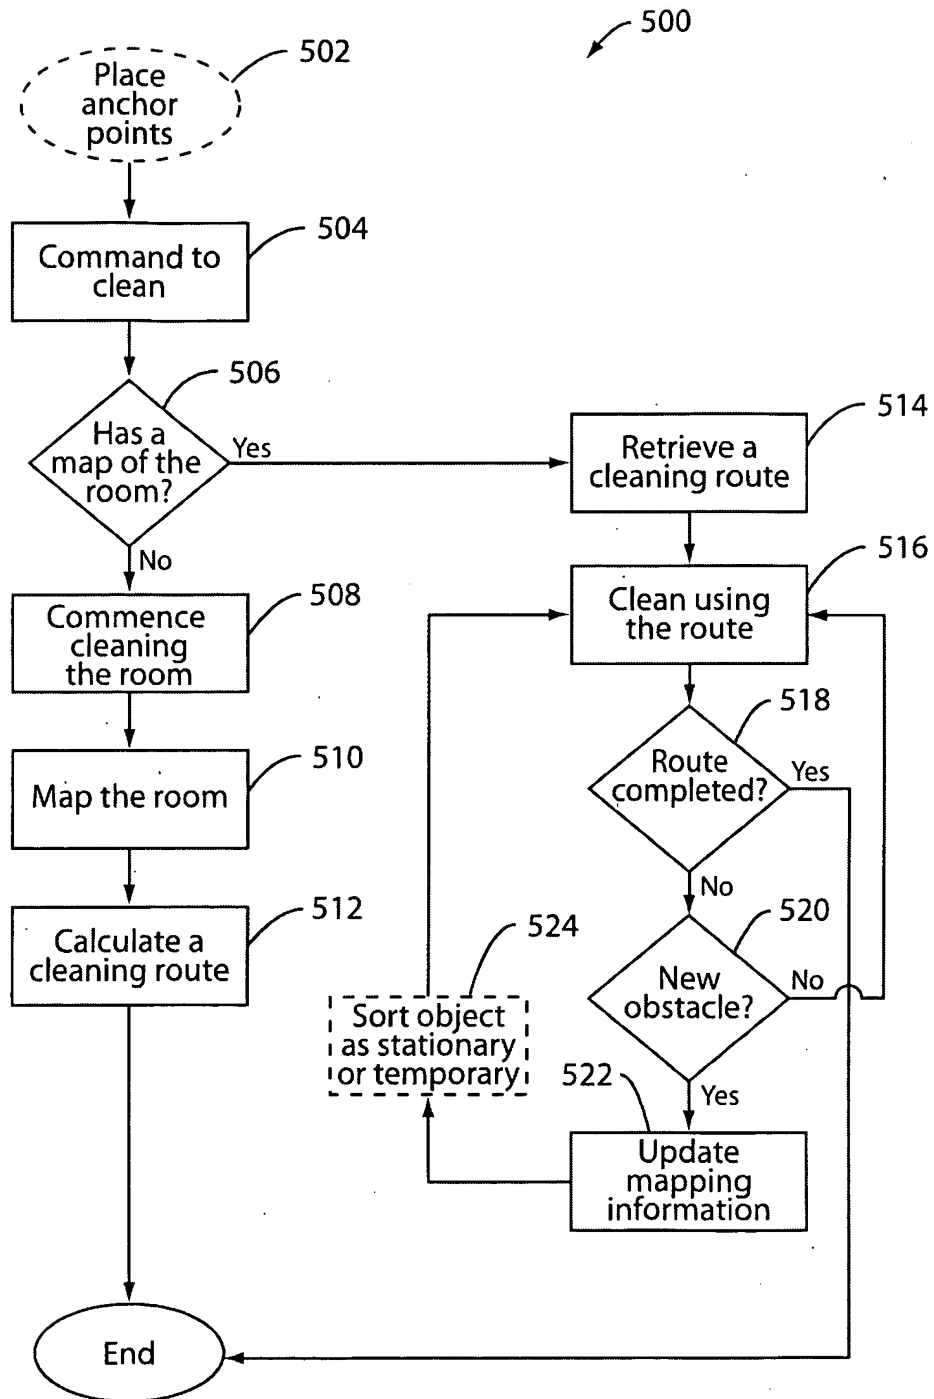 500
502
Place
anchor
points
504
Command to
clean
506
Has a
map of the
room?
Yes
No
508
Commence
cleaning
the room
510
Map the room
512
Calculate a
cleaning route
514
Retrieve a
cleaning route
516
Clean using
the route
518
Route
completed?
Yes
No
520
New
obstacle?
No
Yes
522
Update
mapping
information
524
Sort object
as stationary
or temporary
End